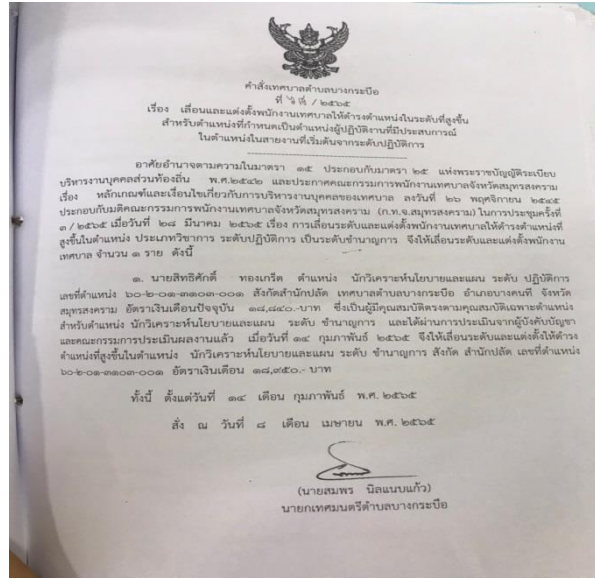 คำสั่งเทศบาลตำบลบางกระบือ
ที่ / ๒๕๖๕
เรื่อง เลื่อนและแต่งตั้งพนักงานเทศบาลให้ดำรงตำแหน่งในระดับที่สูงขึ้น
สำหรับตำแหน่งที่กำหนดเป็นตำแหน่งผู้ปฏิบัติงานที่มีประสบการณ์
ในตำแหน่งในสายงานที่เริ่มต้นจากระดับปฏิบัติการ
อาศัยอำนาจตามความในมาตรา ๑๕ ประกอบกับมาตรา ๒๕ แห่งพระราชบัญญัติระเบียบ
บริหารงานบุคคลส่วนท้องถิ่น พ.ศ.๒๕๔๒ และประกาศคณะกรรมการพนักงานเทศบาลจังหวัดสมุทรสงคราม
เรื่อง หลักเกณฑ์และเงื่อนไขเกี่ยวกับการบริหารงานบุคคลของเทศบาล ลงวันที่ ๒๖ พฤศจิกายน ๒๕๔๕
ประกอบกับมติคณะกรรมการพนักงานเทศบาลจังหวัดสมุทรสงคราม (ก.ท.จ.สมุทรสงคราม) ในการประชุมครั้งที่
๓ / ๒๕๖๕ เมื่อวันที่ ๒๘ มีนาคม ๒๕๖๕ เรื่อง การเลื่อนระดับและแต่งตั้งพนักงานเทศบาลให้ดำรงตำแหน่งที่
สูงขึ้นในตำแหน่ง ประเภทวิชาการ ระดับปฏิบัติการ เป็นระดับชำนาญการ จึงให้เลื่อนระดับและแต่งตั้งพนักงาน
เทศบาล จำนวน ๑ ราย ดังนี้
๑. นายสิทธิศักดิ์ ทองเกร็ด ตำแหน่ง นักวิเคราะห์นโยบายและแผน ระดับ ปฏิบัติการ
เลขที่ตำแหน่ง ๖๐-๒-๐๑-๓๑๐๓-๐๐๑ สังกัดสำนักปลัด เทศบาลตำบลบางกระบือ อำเภอบางคนที จังหวัด
สมุทรสงคราม อัตราเงินเดือนปัจจุบัน ๑๘,๘๔๐.-บาท ซึ่งเป็นผู้มีคุณสมบัติตรงตามคุณสมบัติเฉพาะตำแหน่ง
สำหรับตำแหน่ง นักวิเคราะห์นโยบายและแผน ระดับ ชำนาญการ และได้ผ่านการประเมินจากผู้บังคับบัญชา
และคณะกรรมการประเมินผลงานแล้ว เมื่อวันที่ ๑๔ กุมภาพันธ์ ๒๕๖๕ จึงให้เลื่อนระดับและแต่งตั้งให้ดำรง
ตำแหน่งที่สูงขึ้นในตำแหน่ง นักวิเคราะห์นโยบายและแผน ระดับ ชำนาญการ สังกัด สำนักปลัด เลขที่ตำแหน่ง
๖๐-๒-๐๑-๓๑๐๓-๐๐๑ อัตราเงินเดือน ๑๘,๙๕๐.- บาท
ทั้งนี้ ตั้งแต่วันที่ ๑๔ เดือน กุมภาพันธ์ พ.ศ. ๒๕๖๕
สั่ง ณ วันที่ ๘ เดือน เมษายน พ.ศ. ๒๕๖๕
(นายสมพร นิลแนบแก้ว)
นายกเทศมนตรีตำบลบางกระบือ